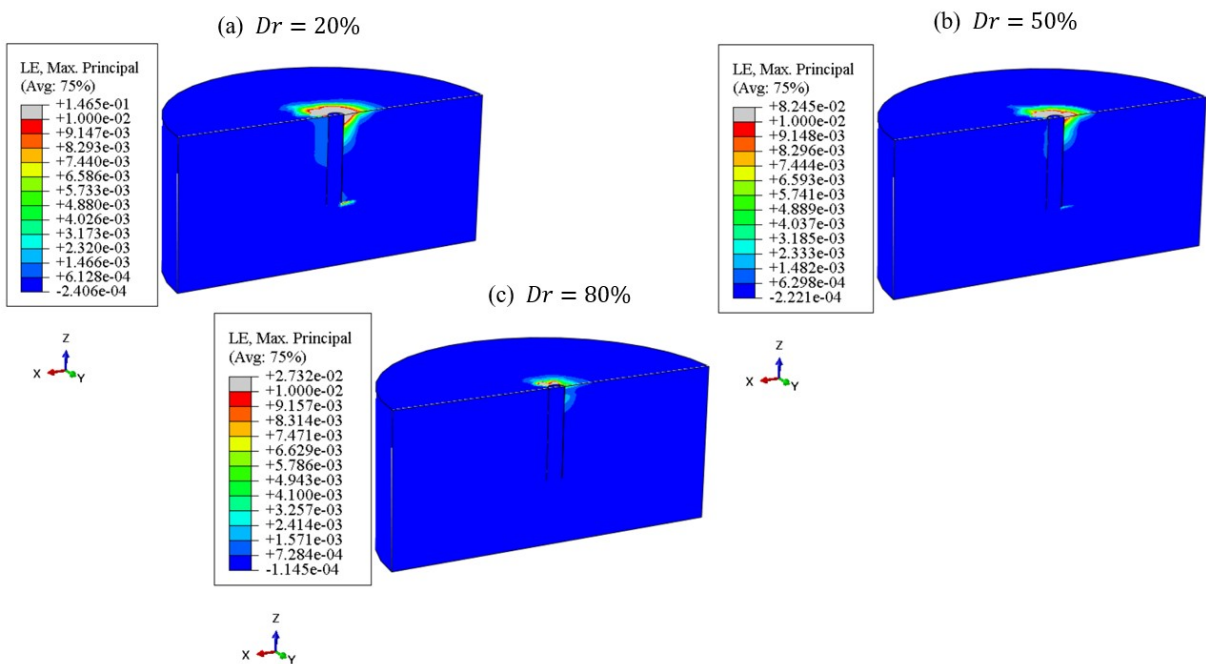 (a) Dr = 20%
LE, Max. Principal
(Avg: 75%)
+1.465e-01
+1.000e-02
+9.147e-03
+8.293e-03
+7.440e-03
+6.586e-03
+5.733e-03
+4.880e-03
+4.026e-03
+3.173e-03
+2.320e-03
+1.466e-03
+6.128e-04
-2.406e-04
Z
X
Y
(b) Dr = 50%
LE, Max. Principal
(Avg: 75%)
+8.245e-02
+1.000e-02
+9.148e-03
+8.296e-03
+7.444e-03
+6.593e-03
+5.741e-03
+4.889e-03
+4.037e-03
+3.185e-03
+2.333e-03
+1.482e-03
+6.298e-04
-2.221e-04
Z
X
Y
(c) Dr = 80%
LE, Max. Principal
(Avg: 75%)
+2.732e-02
+1.000e-02
+9.157e-03
+8.314e-03
+7.471e-03
+6.629e-03
+5.786e-03
+4.943e-03
+4.100e-03
+3.257e-03
+2.414e-03
+1.571e-03
+7.284e-04
-1.145e-04
Z
X
Y